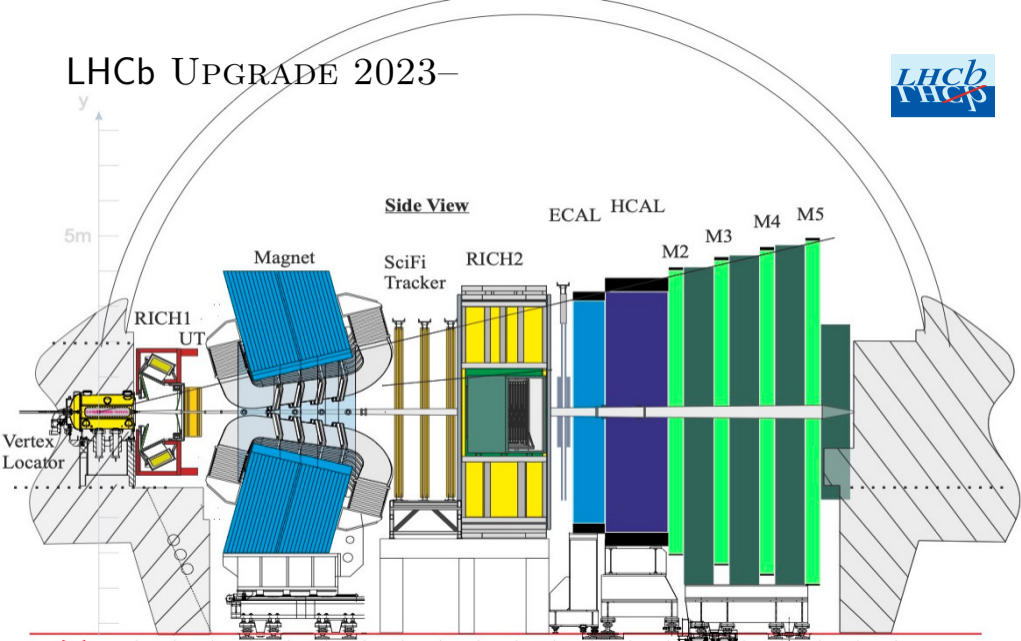 LHCb UPGRADE 2023–
LHCb
LHCb
y
5m
Side View
ECAL
HCAL
M2
M3
M4
M5
Magnet
SciFi
Tracker
RICH2
RICH1
UT
Vertex
Locator